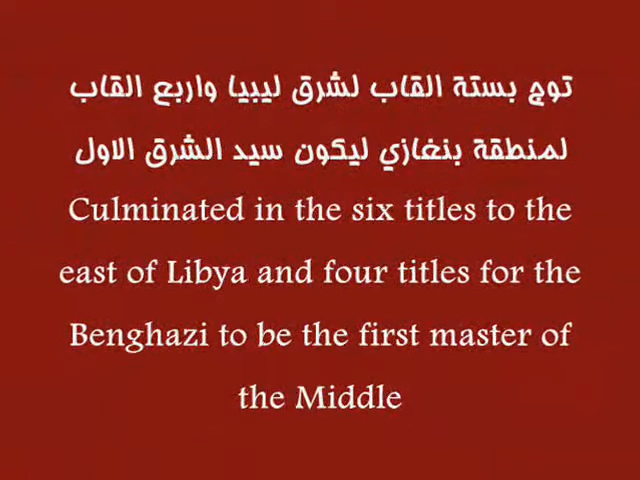 توج بستة القاب لشرق ليبيا واربع القاب
لمنطقة بنغازي ليكون سيد الشرق الاول
Culminated in the six titles to the
east of Libya and four titles for the
Benghazi to be the first master of
the Middle